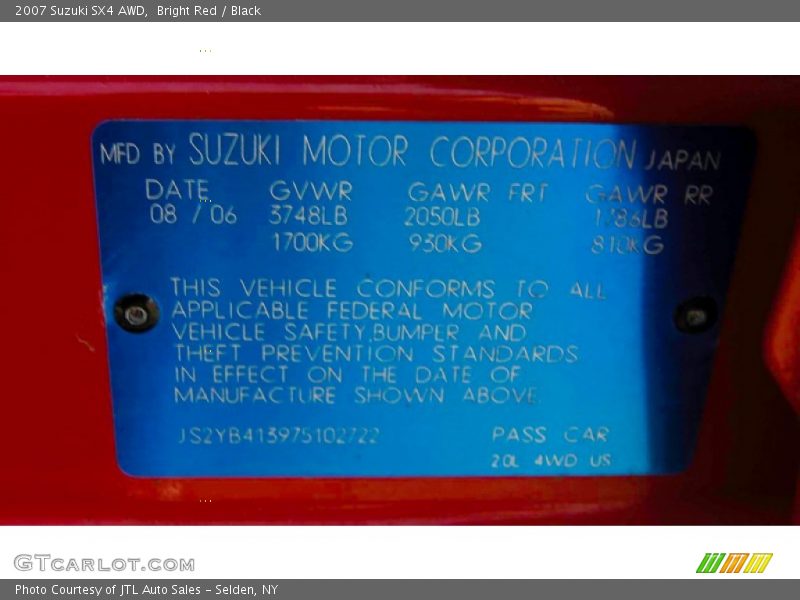 2007 Suzuki SX4 AWD,  Bright Red / Black
MFD BY SUZUKI MOTOR CORPORATION JAPAN
DATE GVWR GAWR FRT GAWR RR
08 / 06 3748LB 2050LB 1786LB
1700KG 930KG 810KG
THIS VEHICLE CONFORMS TO ALL
APPLICABLE FEDERAL MOTOR
VEHICLE SAFETY,BUMPER AND
THEFT PREVENTION STANDARDS
IN EFFECT ON THE DATE OF
MANUFACTURE SHOWN ABOVE.
JS2YB413975102722 PASS CAR
2.0L 4WD US
GTCARLOT.COM
Photo Courtesy of JTL Auto Sales - Selden, NY